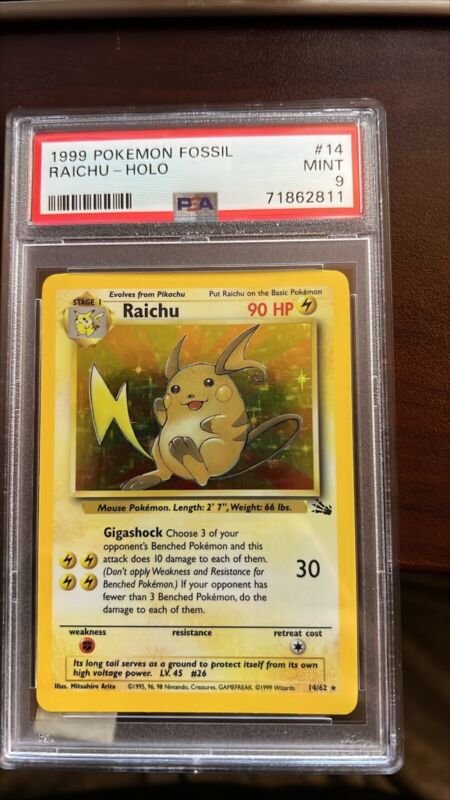 1999 POKEMON FOSSIL #14
RAICHU - HOLO MINT
9
PSA 71862811
STAGE 1 Evolves from Pikachu Put Raichu on the Basic Pokémon
Raichu 90 HP
Mouse Pokémon. Length: 2' 7", Weight: 66 lbs.
Gigashock Choose 3 of your
opponent's Benched Pokémon and this
attack does 10 damage to each of them.
(Don't apply Weakness and Resistance for
Benched Pokémon.) If your opponent has
fewer than 3 Benched Pokémon, do the
damage to each of them.
30
weakness resistance retreat cost
Its long tail serves as a ground to protect itself from its own
high voltage power. LV. 45 #26
Illus. Mitsuhiro Arita ©1995, 96, 98 Nintendo, Creatures, GAMEFREAK. ©1999 Wizards. 14/62 ★